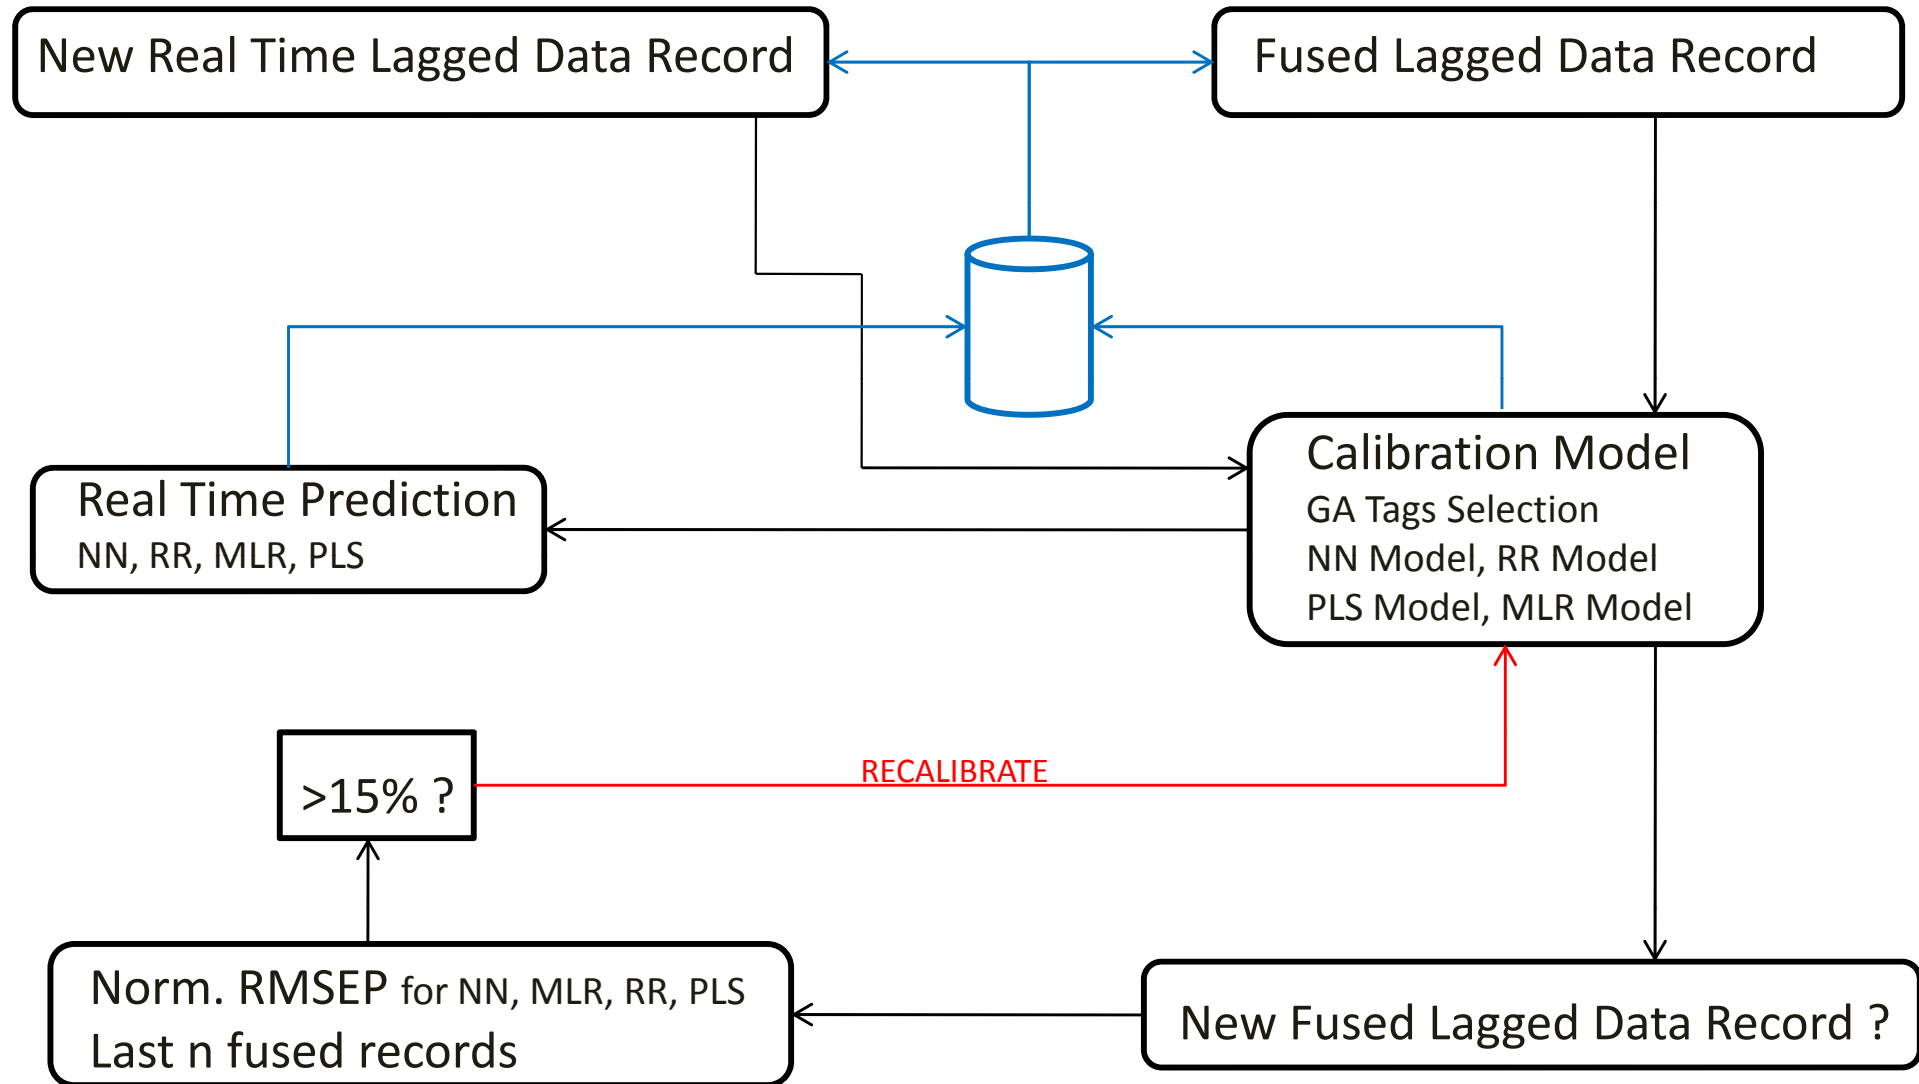 New Real Time Lagged Data Record
Fused Lagged Data Record
Calibration Model
GA Tags Selection
NN Model, RR Model
PLS Model, MLR Model
Real Time Prediction
NN, RR, MLR, PLS
RECALIBRATE
>15% ?
Norm. RMSEP for NN, MLR, RR, PLS
Last n fused records
New Fused Lagged Data Record ?